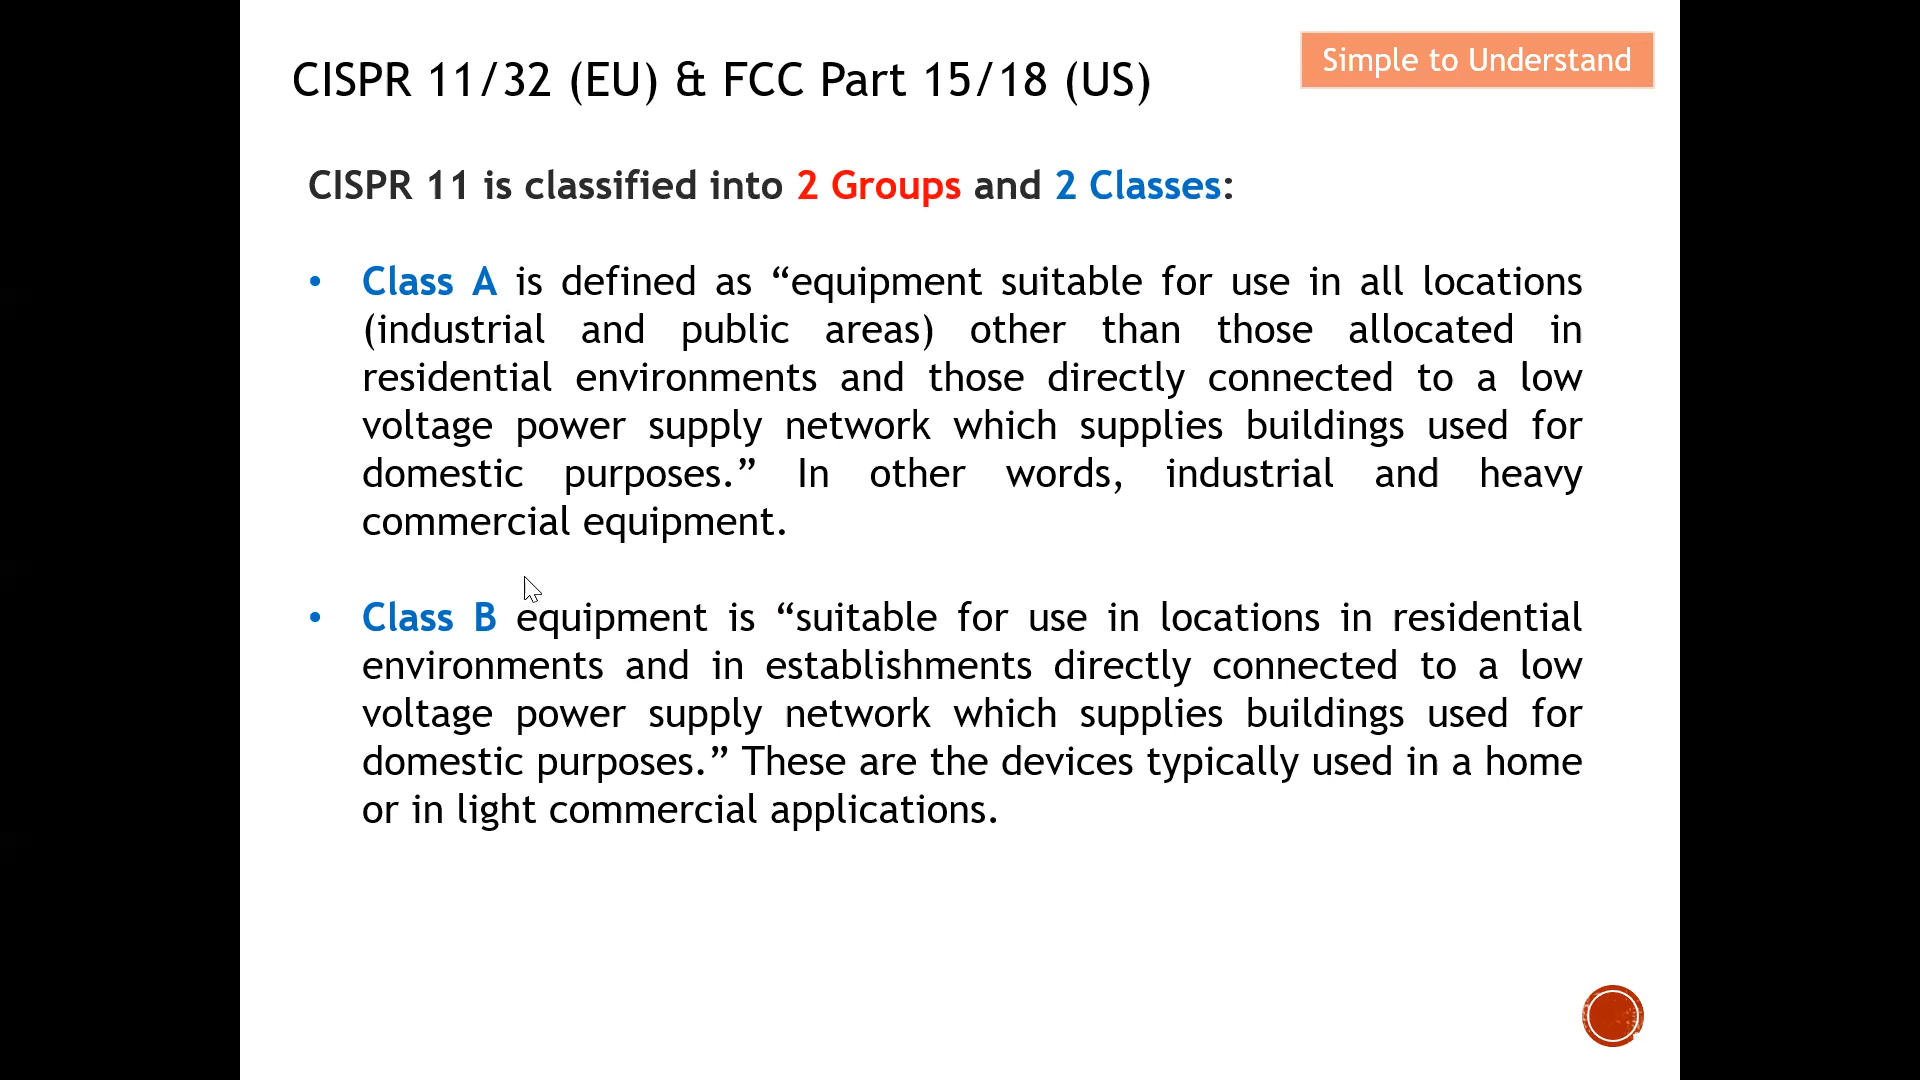 CISPR 11/32 (EU) & FCC Part 15/18 (US)
Simple to Understand
CISPR 11 is classified into 2 Groups and 2 Classes:
• Class A is defined as “equipment suitable for use in all locations
(industrial and public areas) other than those allocated in
residential environments and those directly connected to a low
voltage power supply network which supplies buildings used for
domestic purposes.” In other words, industrial and heavy
commercial equipment.
• Class B equipment is “suitable for use in locations in residential
environments and in establishments directly connected to a low
voltage power supply network which supplies buildings used for
domestic purposes.” These are the devices typically used in a home
or in light commercial applications.